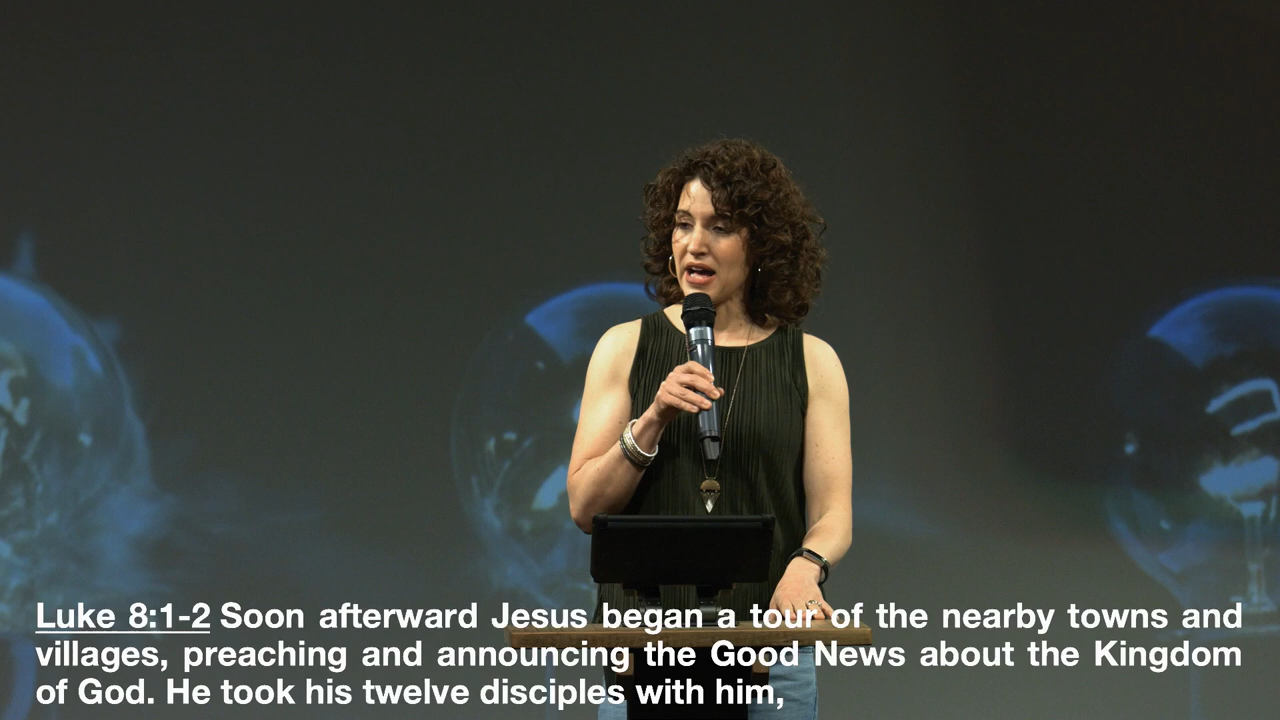 Luke 8:1-2 Soon afterward Jesus began a tour of the nearby towns and
villages, preaching and announcing the Good News about the Kingdom
of God. He took his twelve disciples with him,